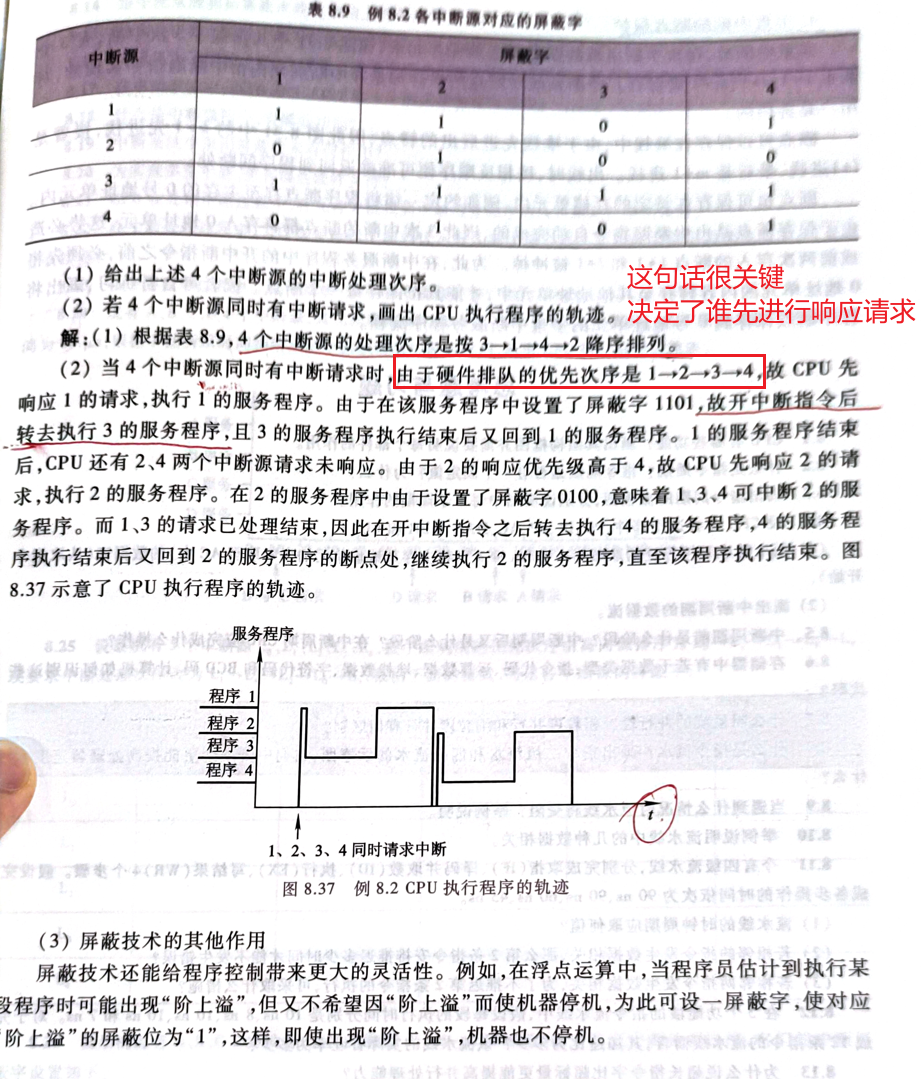 表 8.9 例 8.2 各中断源对应的屏蔽字
中断源 屏蔽字
1 2 3 4
1 1 1 0
2 0 1 0 0
3 1 1 1 1
4 0 1 0 1
(1) 给出上述 4 个中断源的中断处理次序。
(2) 若 4 个中断源同时有中断请求,画出 CPU 执行程序的轨迹。
这句话很关键
决定了谁先进行响应请求
解:(1) 根据表 8.9,4 个中断源的处理次序是按 3→1→4→2 降序排列。
(2) 当 4 个中断源同时有中断请求时,由于硬件排队的优先次序是 1→2→3→4,故 CPU 先
响应 1 的请求,执行 1 的服务程序。由于在该服务程序中设置了屏蔽字 1101,故开中断指令后
转去执行 3 的服务程序,且 3 的服务程序执行结束后又回到 1 的服务程序。1 的服务程序结束
后,CPU 还有 2、4 两个中断源请求未响应。由于 2 的响应优先级高于 4,故 CPU 先响应 2 的请
求,执行 2 的服务程序。在 2 的服务程序中由于设置了屏蔽字 0100,意味着 1、3、4 可中断 2 的服
务程序。而 1、3 的请求已处理结束,因此在开中断指令之后转去执行 4 的服务程序,4 的服务程
序执行结束后又回到 2 的服务程序的断点处,继续执行 2 的服务程序,直至该程序执行结束。图
8.37 示意了 CPU 执行程序的轨迹。
服务程序
程序 1
程序 2
程序 3
程序 4
t
1、2、3、4 同时请求中断
图 8.37 例 8.2 CPU 执行程序的轨迹
(3) 屏蔽技术的其他作用
屏蔽技术还能给程序控制带来更大的灵活性。例如,在浮点运算中,当程序员估计到执行某
段程序时可能出现“阶上溢”,但又不希望因“阶上溢”而使机器停机,为此可设一屏蔽字,使对应
“阶上溢”的屏蔽位为“1”,这样,即使出现“阶上溢”,机器也不停机。